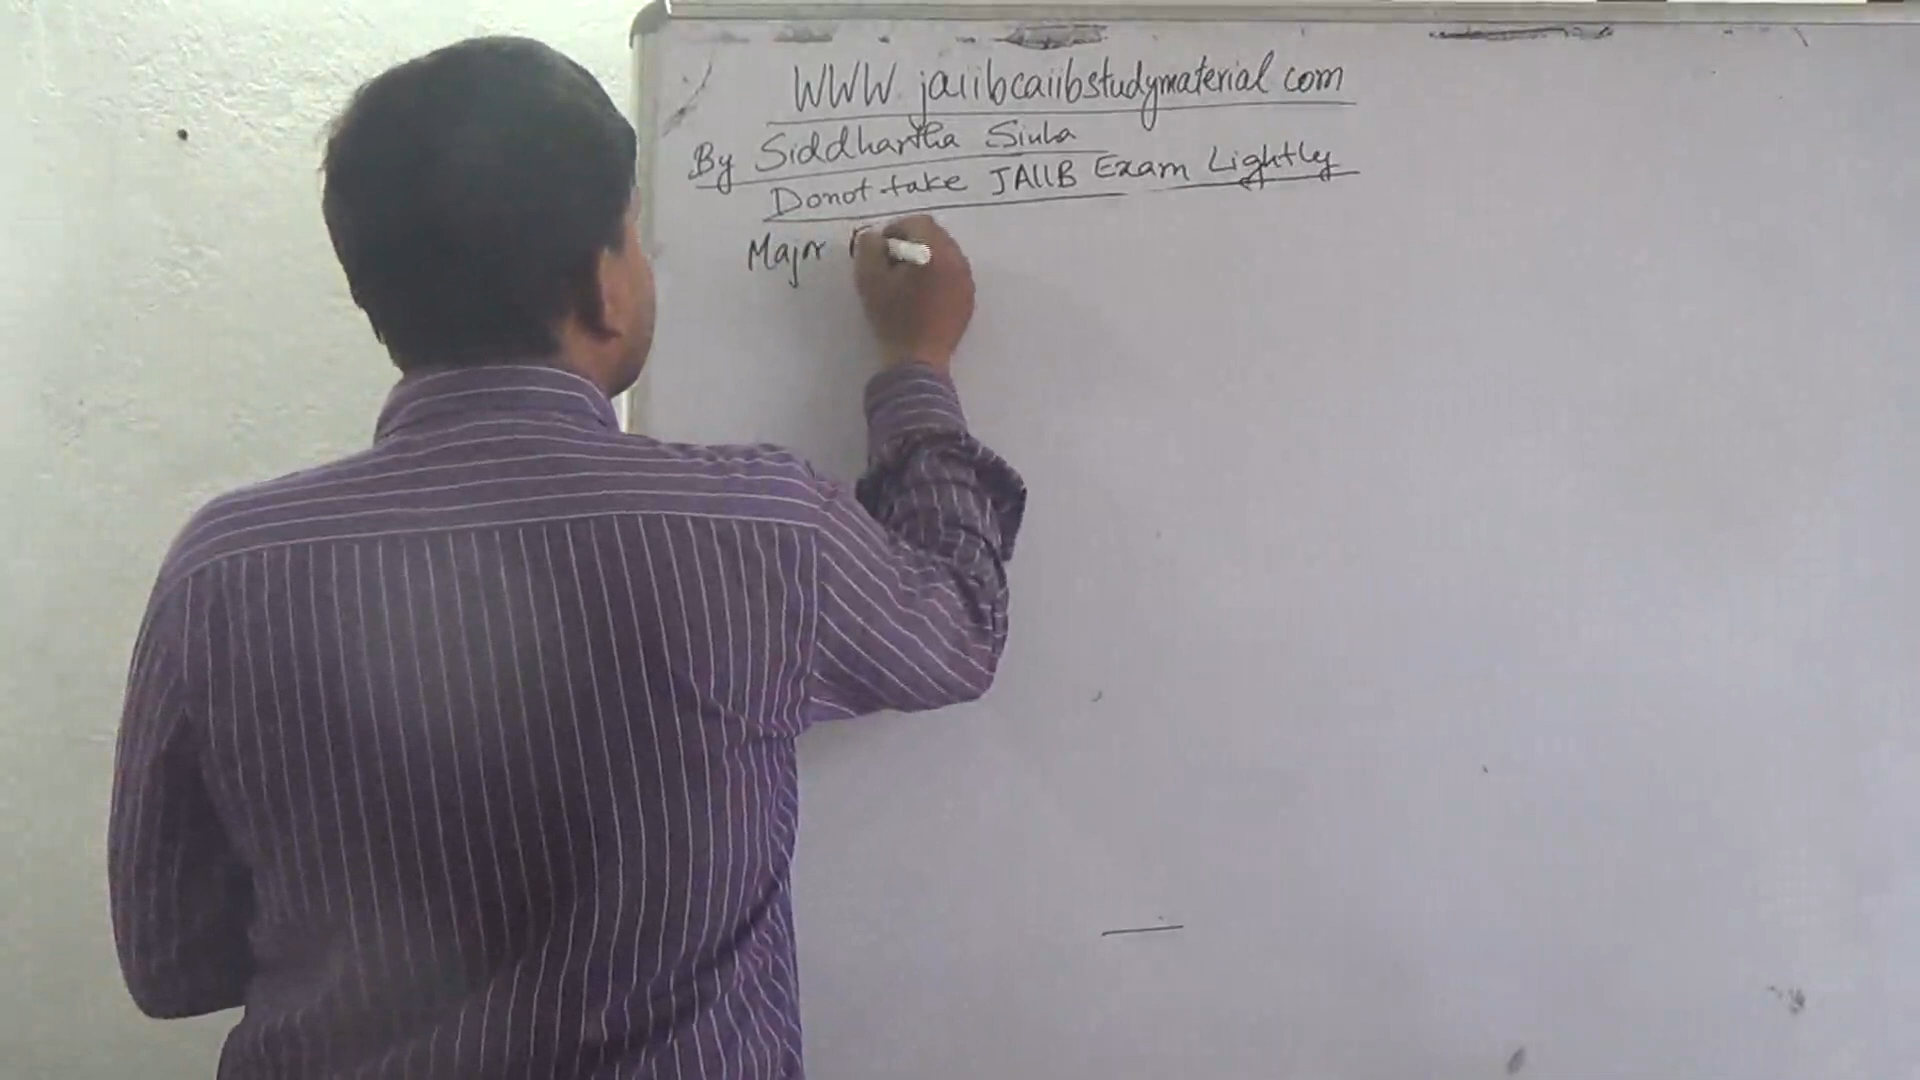 WWW. jaiibcaiibstudymaterial com
By Siddhartha Sinha
Donot take JAIIB Exam Lightly
Major